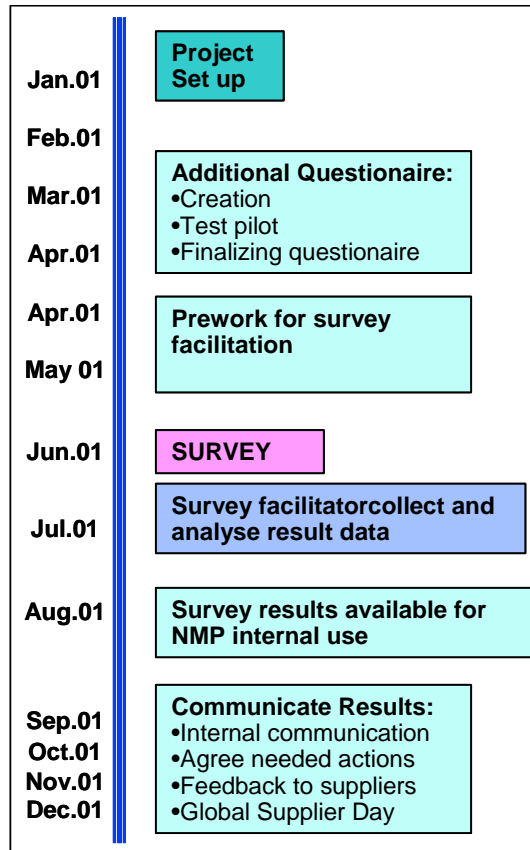 Jan.01
Project
Set up
Feb.01
Mar.01
Apr.01
Additional Questionaire:
•Creation
•Test pilot
•Finalizing questionaire
Apr.01
May 01
Prework for survey
facilitation
Jun.01
SURVEY
Jul.01
Survey facilitatorcollect and
analyse result data
Aug.01
Survey results available for
NMP internal use
Sep.01
Oct.01
Nov.01
Dec.01
Communicate Results:
•Internal communication
•Agree needed actions
•Feedback to suppliers
•Global Supplier Day